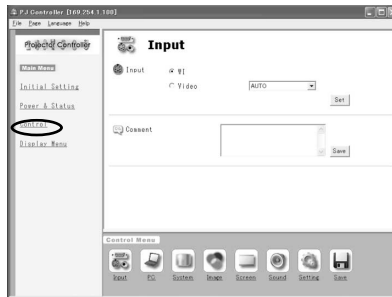 PJ Controller [169.254.1.100]
File Page Language Help
Projector Controller
Input
Main Menu
Initial Setting
Power & Status
Control
Display Menu
Input
Video
AUTO
Set
Comment
Save
Control Menu
Input PC System Image Screen Sound Setting Save